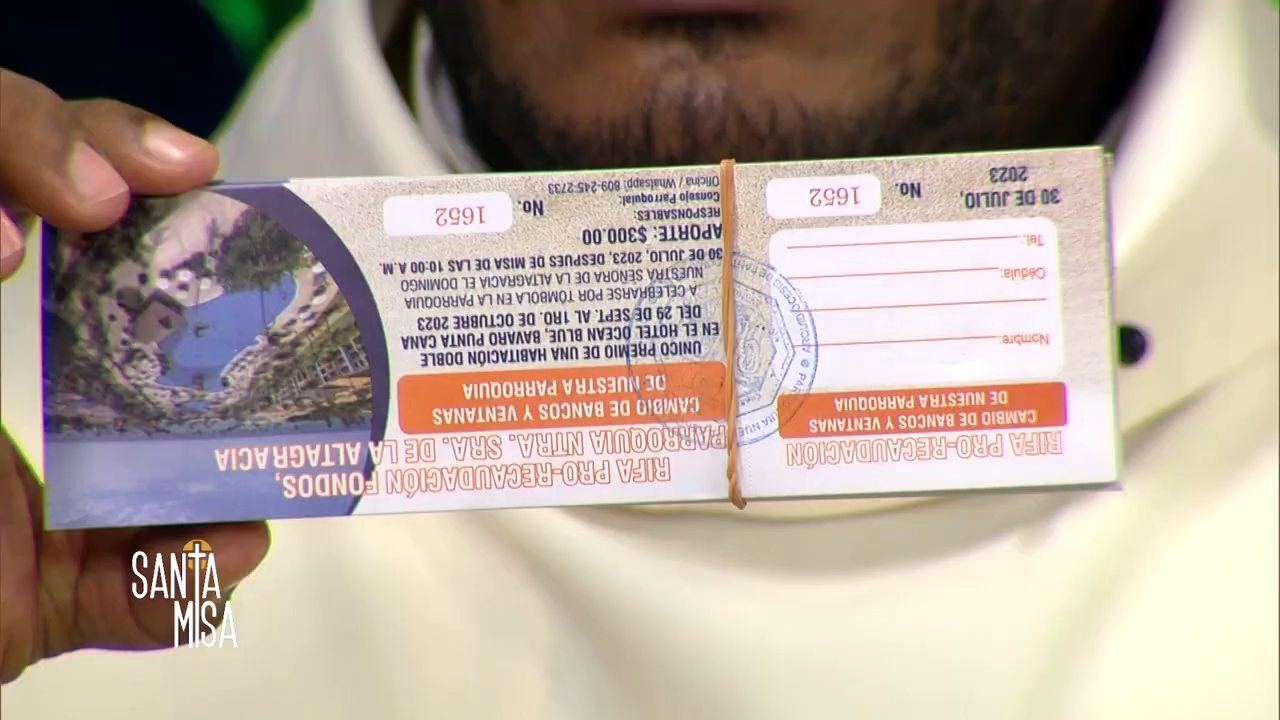 RIFA PRO-RECAUDACIÓN FONDOS,
PARROQUIA NTRA. SRA. DE LA ALTAGRACIA
CAMBIO DE BANCOS Y VENTANAS
DE NUESTRA PARROQUIA
UNICO PREMIO DE UNA HABITACIÓN DOBLE
EN EL HOTEL OCEAN BLUE, BAVARO PUNTA CANA
DEL 29 DE SEPT. AL 1RO. DE OCTUBRE 2023
A CELEBRARSE POR TOMBOLA EN LA PARROQUIA
NUESTRA SEÑORA DE LA ALTAGRACIA EL DOMINGO
30 DE JULIO, 2023, DESPUES DE MISA DE LAS 10:00 A.M.
APORTE: $300.00
RESPONSABLES:
Consejo Parroquial:
Oficina / Whatsapp: 809-245-2733
No. 1652
RIFA PRO-RECAUDACIÓN
CAMBIO DE BANCOS Y VENTANAS
DE NUESTRA PARROQUIA
Nombre:
Cédula:
Tel.:
30 DE JULIO,
2023
No. 1652
SANTA
MISA